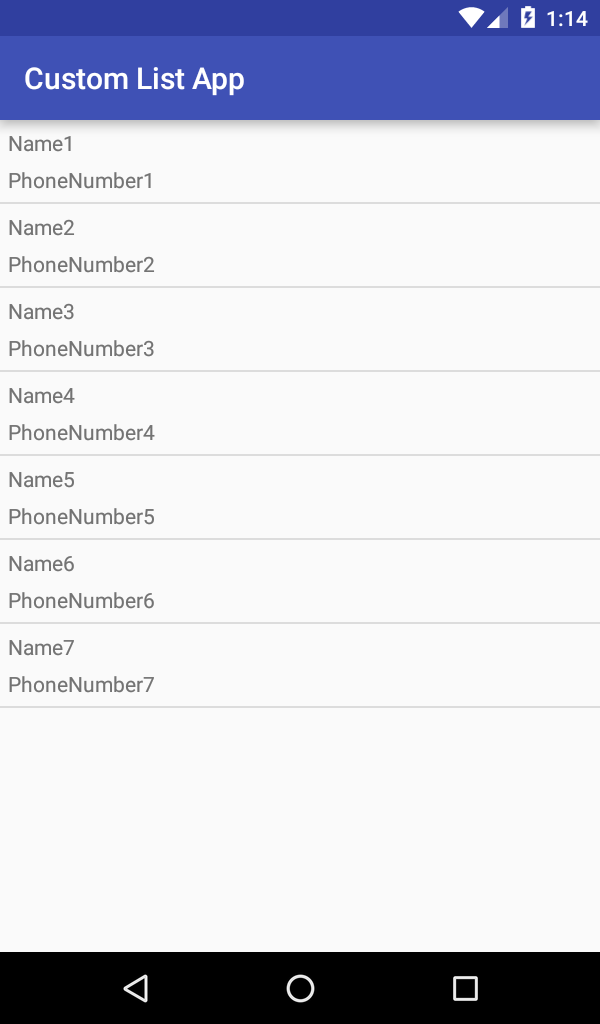 1:14
Custom List App
Name1
PhoneNumber1
Name2
PhoneNumber2
Name3
PhoneNumber3
Name4
PhoneNumber4
Name5
PhoneNumber5
Name6
PhoneNumber6
Name7
PhoneNumber7